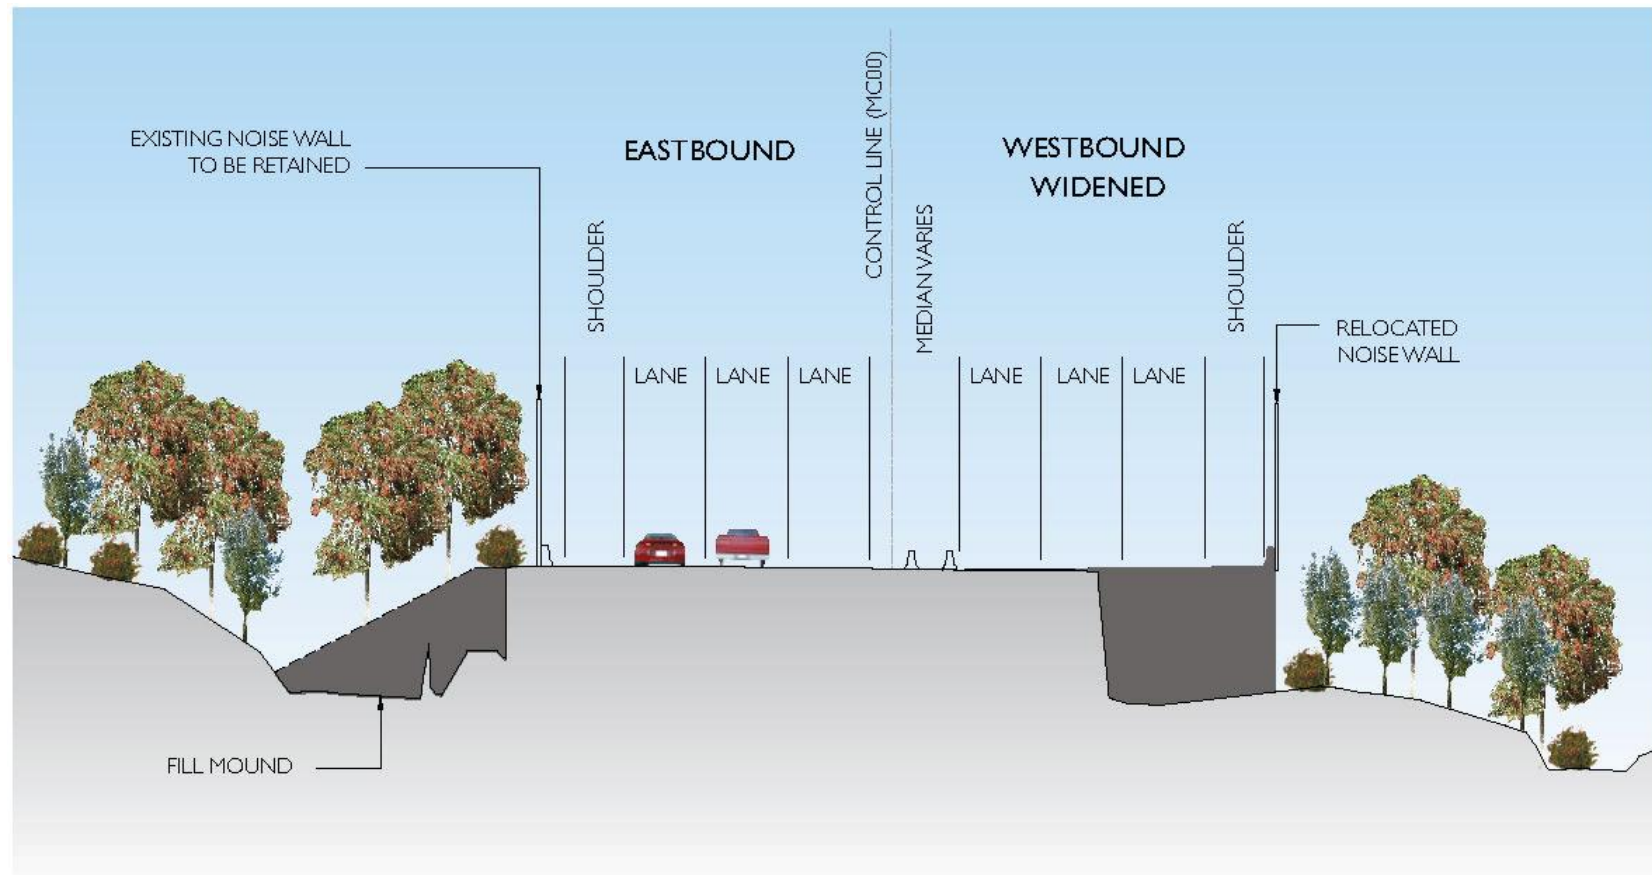 EXISTING NOISE WALL
TO BE RETAINED
EASTBOUND
CONTROL LINE (MC00)
WESTBOUND
WIDENED
SHOULDER
MEDIAN VARIES
SHOULDER
RELOCATED
NOISE WALL
LANE
LANE
LANE
LANE
LANE
LANE
FILL MOUND